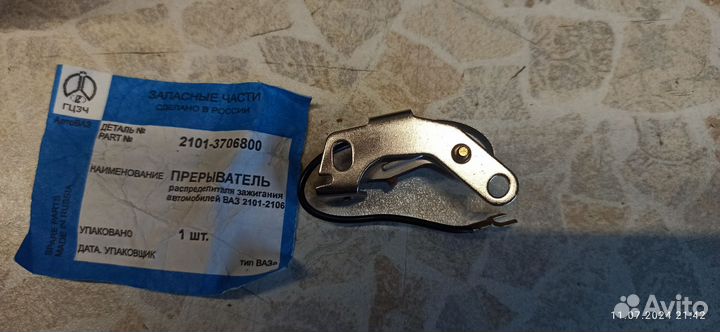 ГЦЗЧ
АвтоВАЗ
ЗАПАСНЫЕ ЧАСТИ
СДЕЛАНО В РОССИИ
ДЕТАЛЬ №
PART №
2101-3706800
НАИМЕНОВАНИЕ
ПРЕРЫВАТЕЛЬ
распределителя зажигания
автомобилей ВАЗ 2101-2106
SPARE PARTS
MADE IN RUSSIA
УПАКОВАНО
1 шт.
ДАТА. УПАКОВЩИК
тип ВАЗ
Avito
11.07.2024 21:42